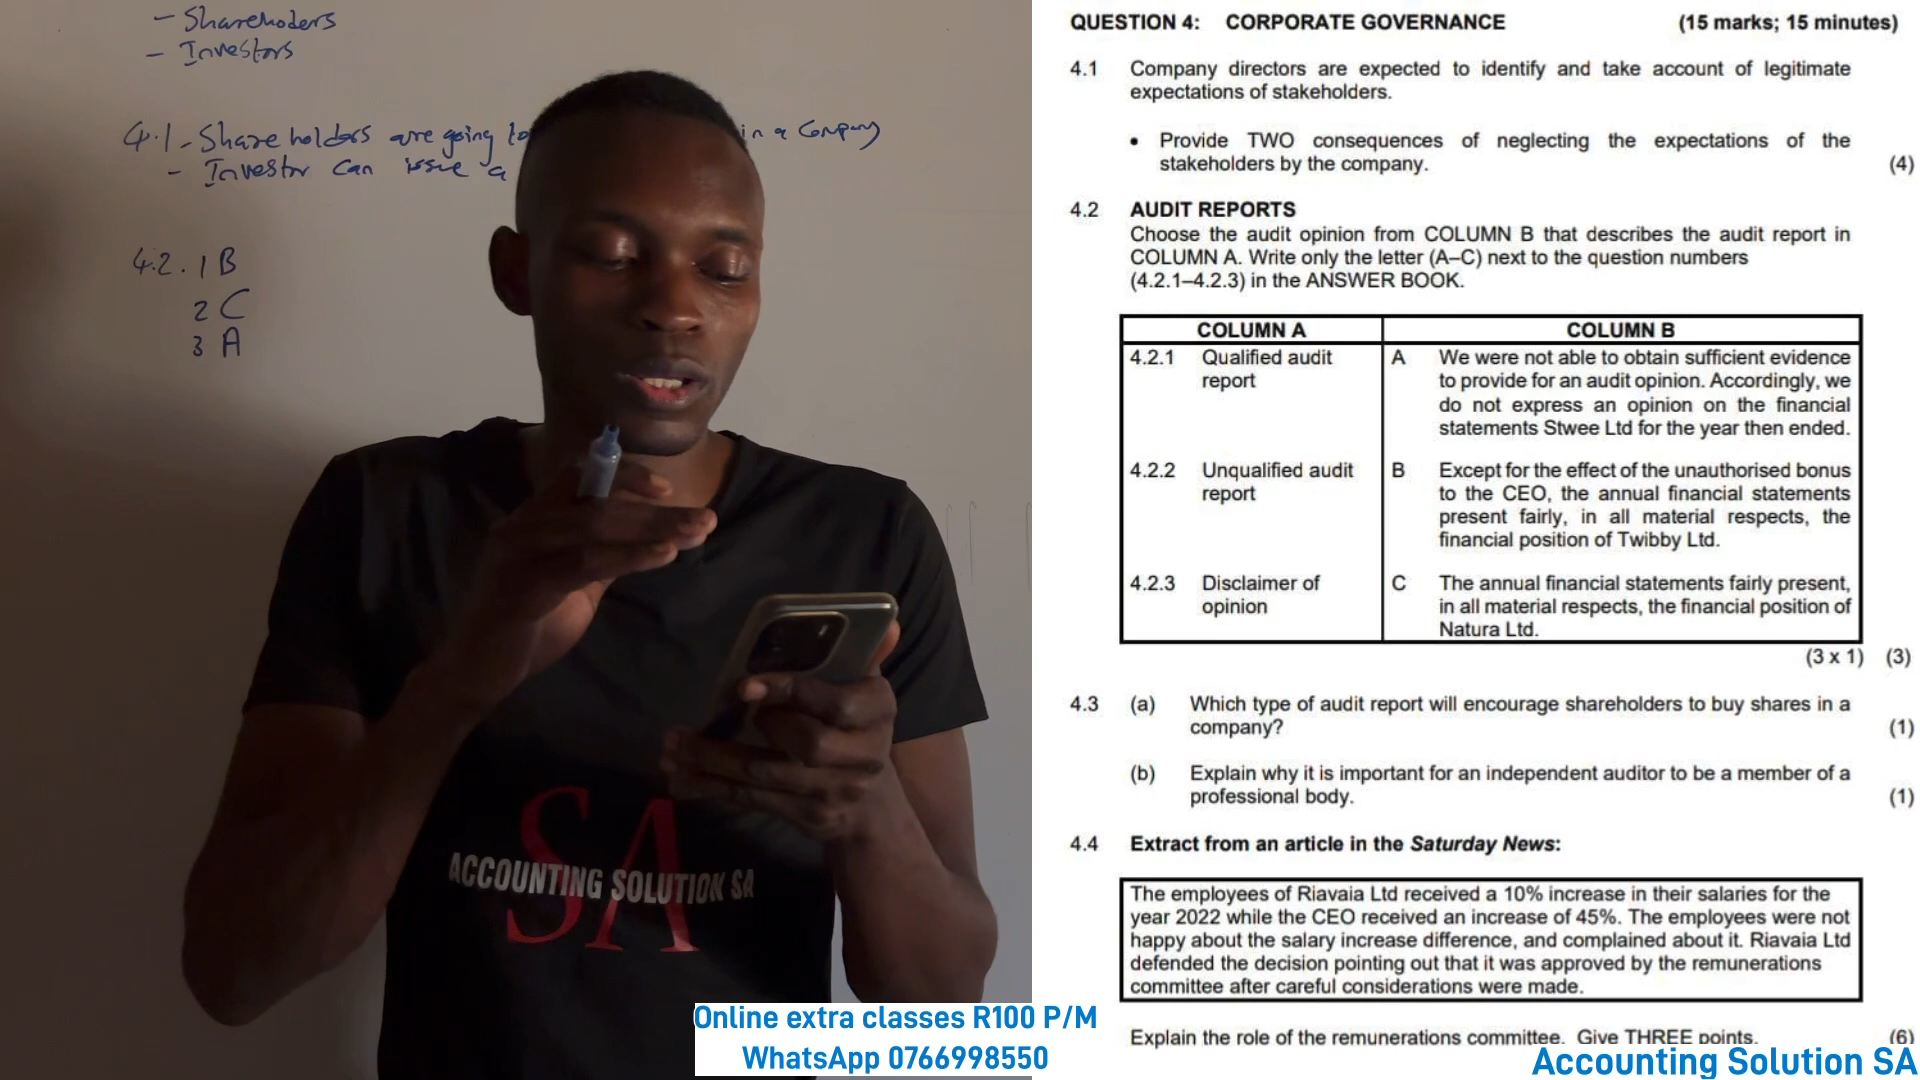 - Shareholders
- Investors
4.1 - Share holders are going to in a Company
- Investor can issue a
4.2. 1 B
2 C
3 A
SA
ACCOUNTING SOLUTION SA
QUESTION 4: CORPORATE GOVERNANCE (15 marks; 15 minutes)
4.1 Company directors are expected to identify and take account of legitimate
expectations of stakeholders.
• Provide TWO consequences of neglecting the expectations of the
stakeholders by the company. (4)
4.2 AUDIT REPORTS
Choose the audit opinion from COLUMN B that describes the audit report in
COLUMN A. Write only the letter (A–C) next to the question numbers
(4.2.1–4.2.3) in the ANSWER BOOK.
COLUMN A COLUMN B
4.2.1 Qualified audit report
A We were not able to obtain sufficient evidence
to provide for an audit opinion. Accordingly, we
do not express an opinion on the financial
statements Stwee Ltd for the year then ended.
4.2.2 Unqualified audit report
B Except for the effect of the unauthorised bonus
to the CEO, the annual financial statements
present fairly, in all material respects, the
financial position of Twibby Ltd.
4.2.3 Disclaimer of opinion
C The annual financial statements fairly present,
in all material respects, the financial position of
Natura Ltd.
(3 x 1) (3)
4.3 (a) Which type of audit report will encourage shareholders to buy shares in a
company? (1)
(b) Explain why it is important for an independent auditor to be a member of a
professional body. (1)
4.4 Extract from an article in the Saturday News:
The employees of Riavaia Ltd received a 10% increase in their salaries for the
year 2022 while the CEO received an increase of 45%. The employees were not
happy about the salary increase difference, and complained about it. Riavaia Ltd
defended the decision pointing out that it was approved by the remunerations
committee after careful considerations were made.
Explain the role of the remunerations committee. Give THREE points. (6)
Online extra classes R100 P/M
WhatsApp 0766998550
Accounting Solution SA